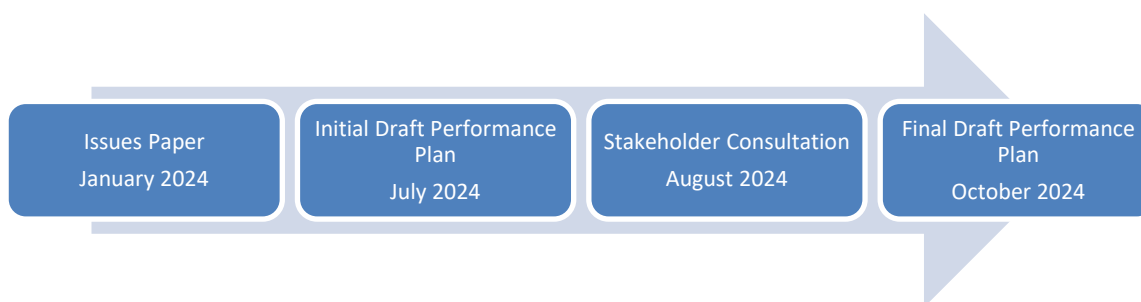 Issues Paper
January 2024
Initial Draft Performance
Plan
July 2024
Stakeholder Consultation
August 2024
Final Draft Performance
Plan
October 2024